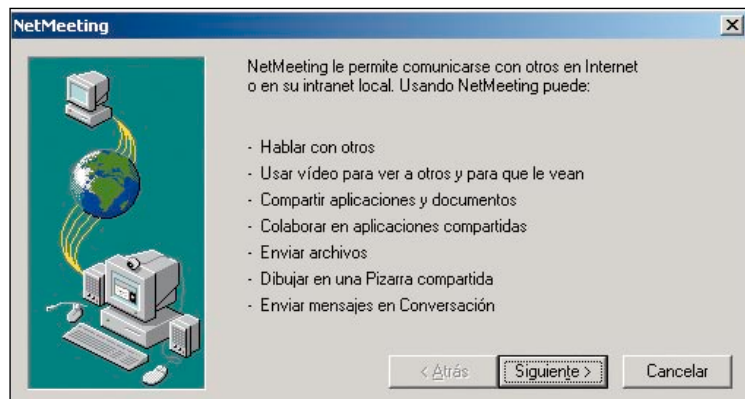 NetMeeting
NetMeeting le permite comunicarse con otros en Internet
o en su intranet local. Usando NetMeeting puede:
- Hablar con otros
- Usar vídeo para ver a otros y para que le vean
- Compartir aplicaciones y documentos
- Colaborar en aplicaciones compartidas
- Enviar archivos
- Dibujar en una Pizarra compartida
- Enviar mensajes en Conversación
< Atrás Siguiente > Cancelar